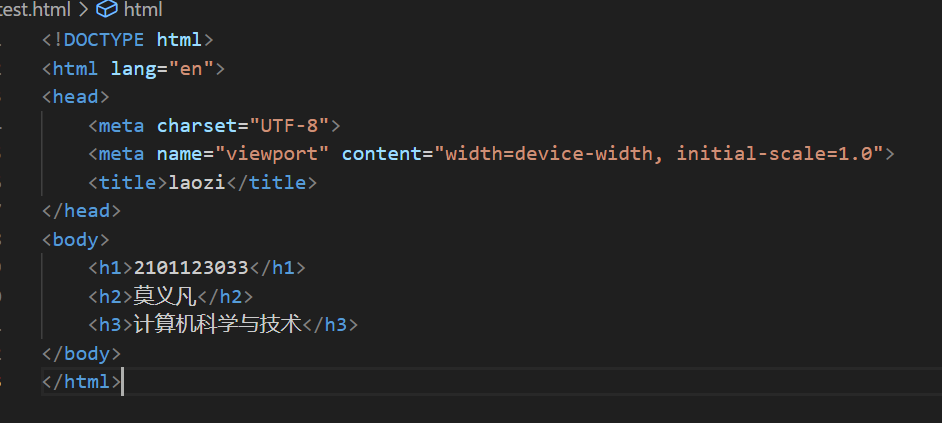 test.html > html
<!DOCTYPE html>
<html lang="en">
<head>
    <meta charset="UTF-8">
    <meta name="viewport" content="width=device-width, initial-scale=1.0">
    <title>laozi</title>
</head>
<body>
    <h1>2101123033</h1>
    <h2>莫义凡</h2>
    <h3>计算机科学与技术</h3>
</body>
</html>